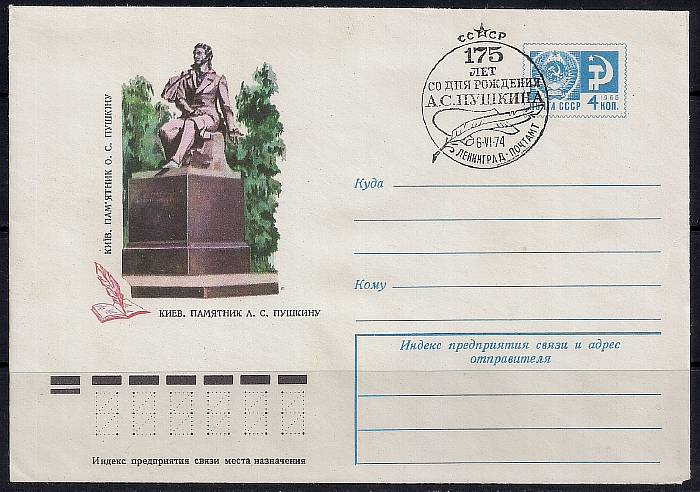 КИЇВ. ПАМ'ЯТНИК О. С. ПУШКІНУ
КИЕВ. ПАМЯТНИК А. С. ПУШКИНУ
СССР
175
ЛЕТ
СО ДНЯ РОЖДЕНИЯ
А.С.ПУШКИНА
6·VI·74
ЛЕНИНГРАД-ПОЧТАМТ
1966
ПОЧТА СССР 4 КОП.
Куда
Кому
Индекс предприятия связи и адрес
отправителя
Индекс предприятия связи места назначения